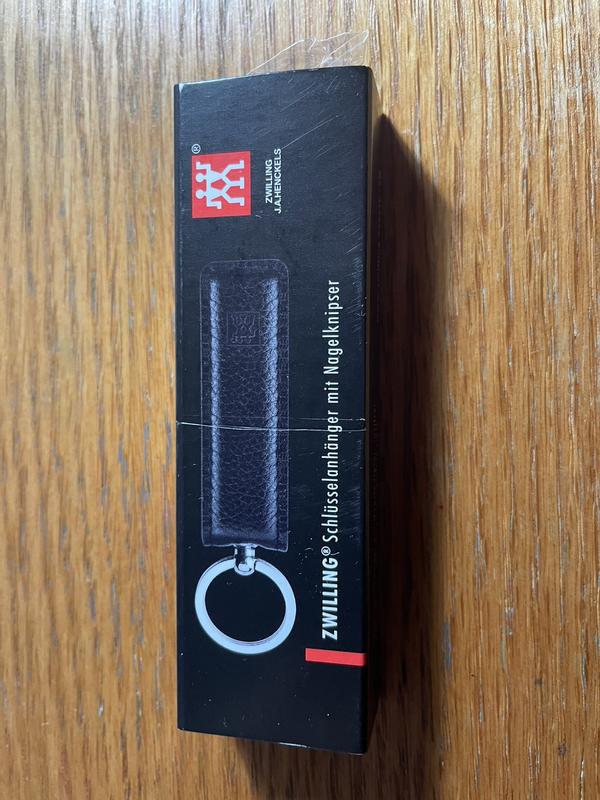 ®
ZWILLING
J.A.HENCKELS
ZWILLING® Schlüsselanhänger mit Nagelknipser